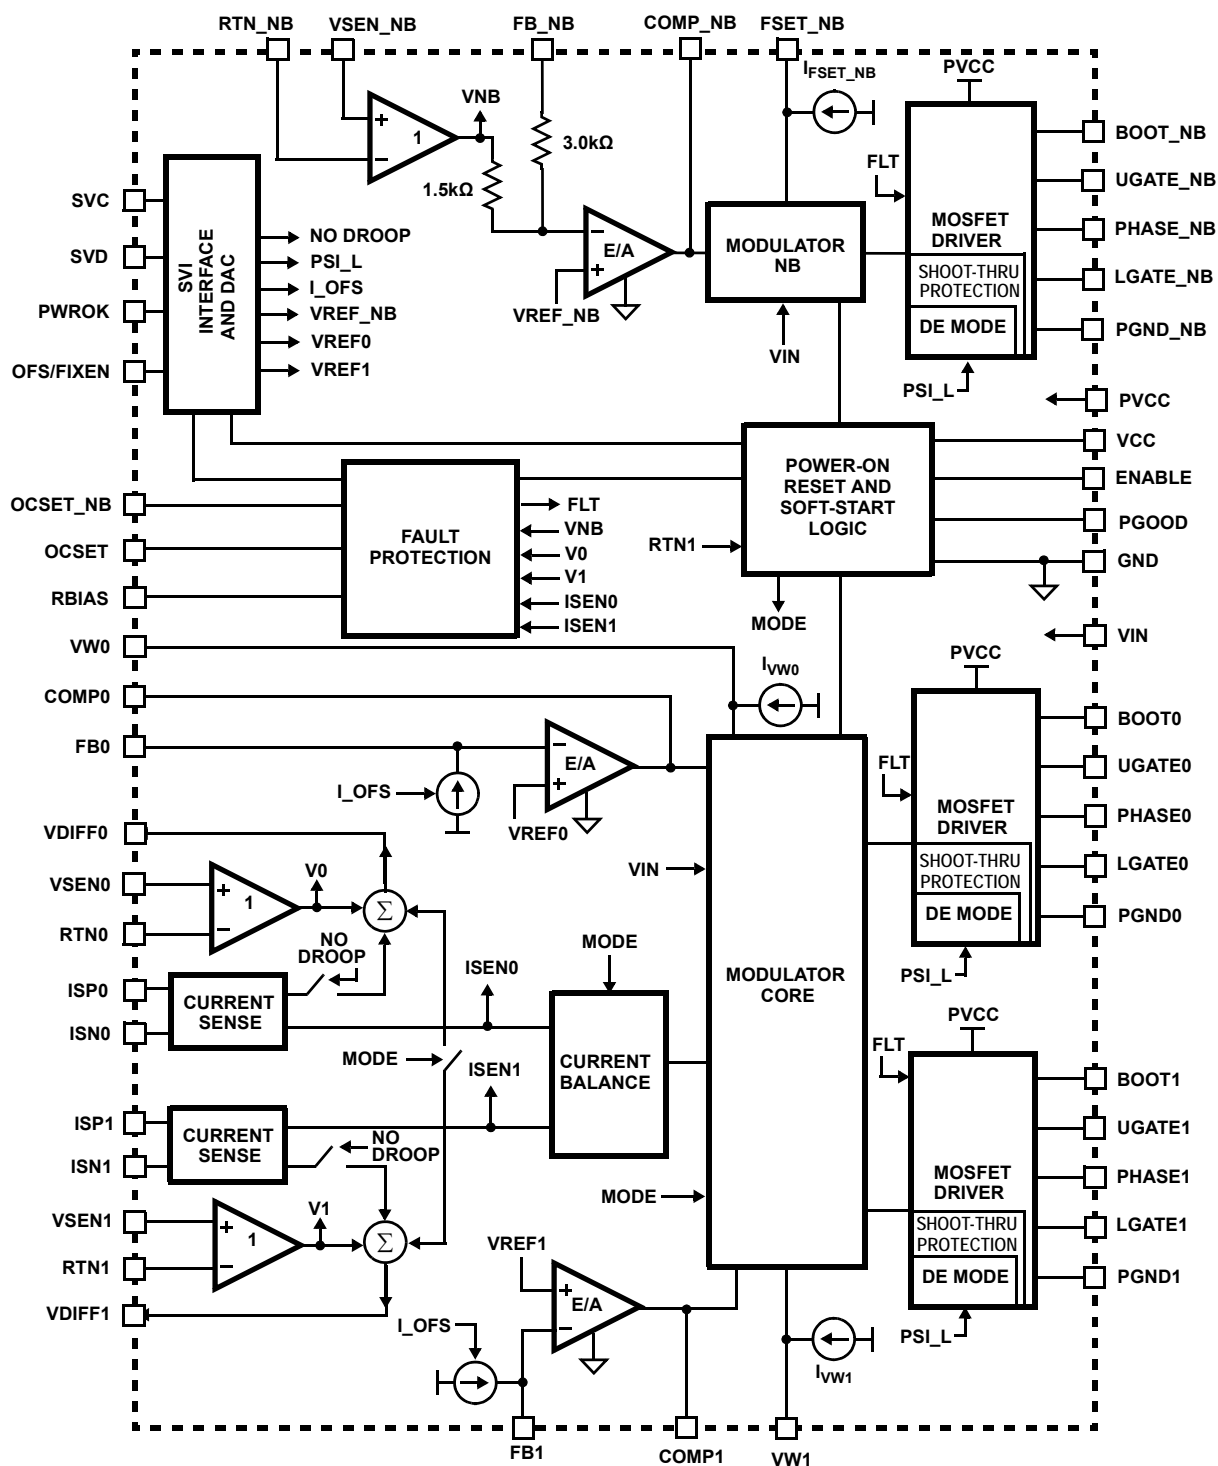 RTN_NB
VSEN_NB
FB_NB
COMP_NB
FSET_NB
IFSET_NB
PVCC
VNB
+
1
−
3.0kΩ
1.5kΩ
FLT
BOOT_NB
UGATE_NB
PHASE_NB
LGATE_NB
PGND_NB
MOSFET
DRIVER
SHOOT-THRU
PROTECTION
DE MODE
PSI_L
SVC
SVD
PWROK
OFS/FIXEN
SVI
INTERFACE
AND DAC
NO DROOP
PSI_L
I_OFS
VREF_NB
VREF0
VREF1
−
E/A
+
VREF_NB
MODULATOR
NB
VIN
PVCC
VCC
ENABLE
PGOOD
GND
VIN
POWER-ON
RESET AND
SOFT-START
LOGIC
RTN1
MODE
OCSET_NB
OCSET
RBIAS
FAULT
PROTECTION
FLT
VNB
V0
V1
ISEN0
ISEN1
VW0
COMP0
FB0
IVW0
−
E/A
+
I_OFS
VREF0
PVCC
FLT
BOOT0
UGATE0
PHASE0
LGATE0
PGND0
MOSFET
DRIVER
SHOOT-THRU
PROTECTION
DE MODE
PSI_L
VDIFF0
VSEN0
RTN0
+
1
−
V0
Σ
VIN
NO
DROOP
ISP0
ISN0
CURRENT
SENSE
ISEN0
MODE
MODULATOR
CORE
CURRENT
BALANCE
MODE
ISEN1
ISP1
ISN1
CURRENT
SENSE
NO
DROOP
MODE
PVCC
FLT
BOOT1
UGATE1
PHASE1
LGATE1
PGND1
MOSFET
DRIVER
SHOOT-THRU
PROTECTION
DE MODE
PSI_L
VSEN1
RTN1
VDIFF1
+
1
−
V1
Σ
VREF1
+
E/A
−
I_OFS
IVW1
FB1
COMP1
VW1